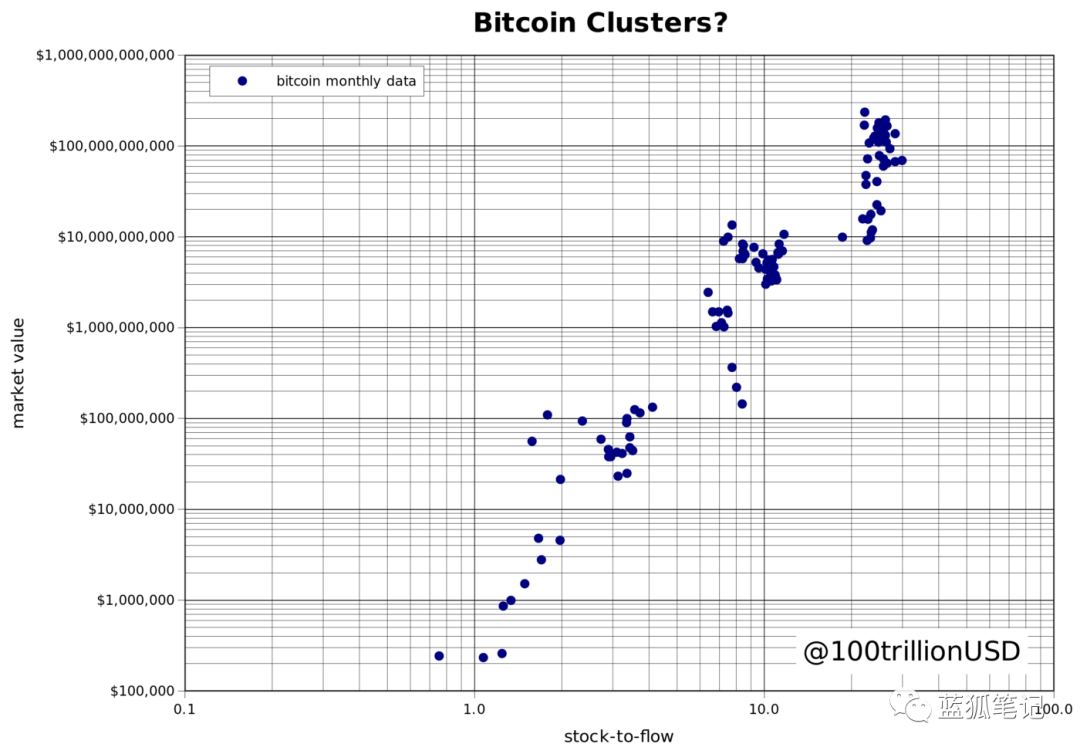 Bitcoin Clusters?
$1,000,000,000,000
bitcoin monthly data
$100,000,000,000
$10,000,000,000
$1,000,000,000
market value
$100,000,000
$10,000,000
$1,000,000
@100trillionUSD
$100,000
0.1 1.0 10.0 100.0
蓝狐笔记
stock-to-flow